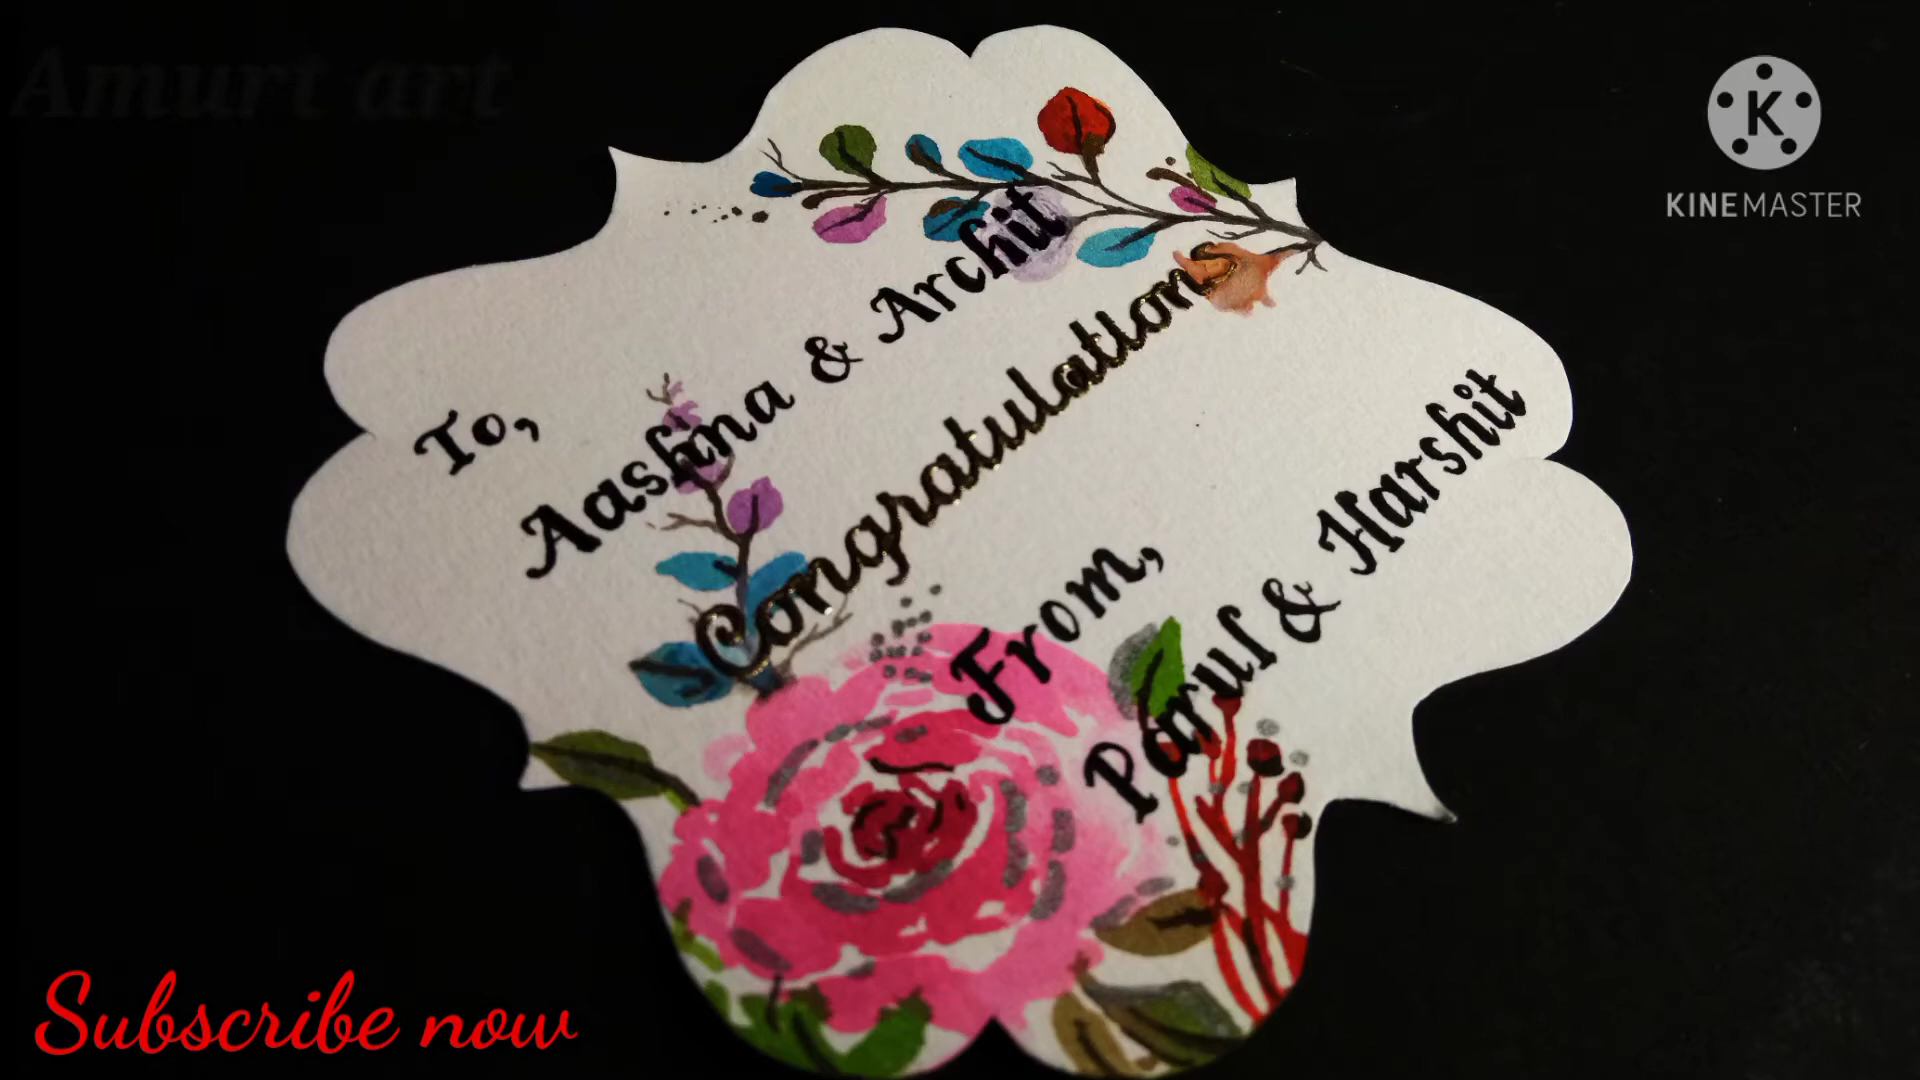 Amurt art
KINEMASTER
To,
Aashna & Archit
Congratulations
From,
Parul & Harshit
Subscribe now